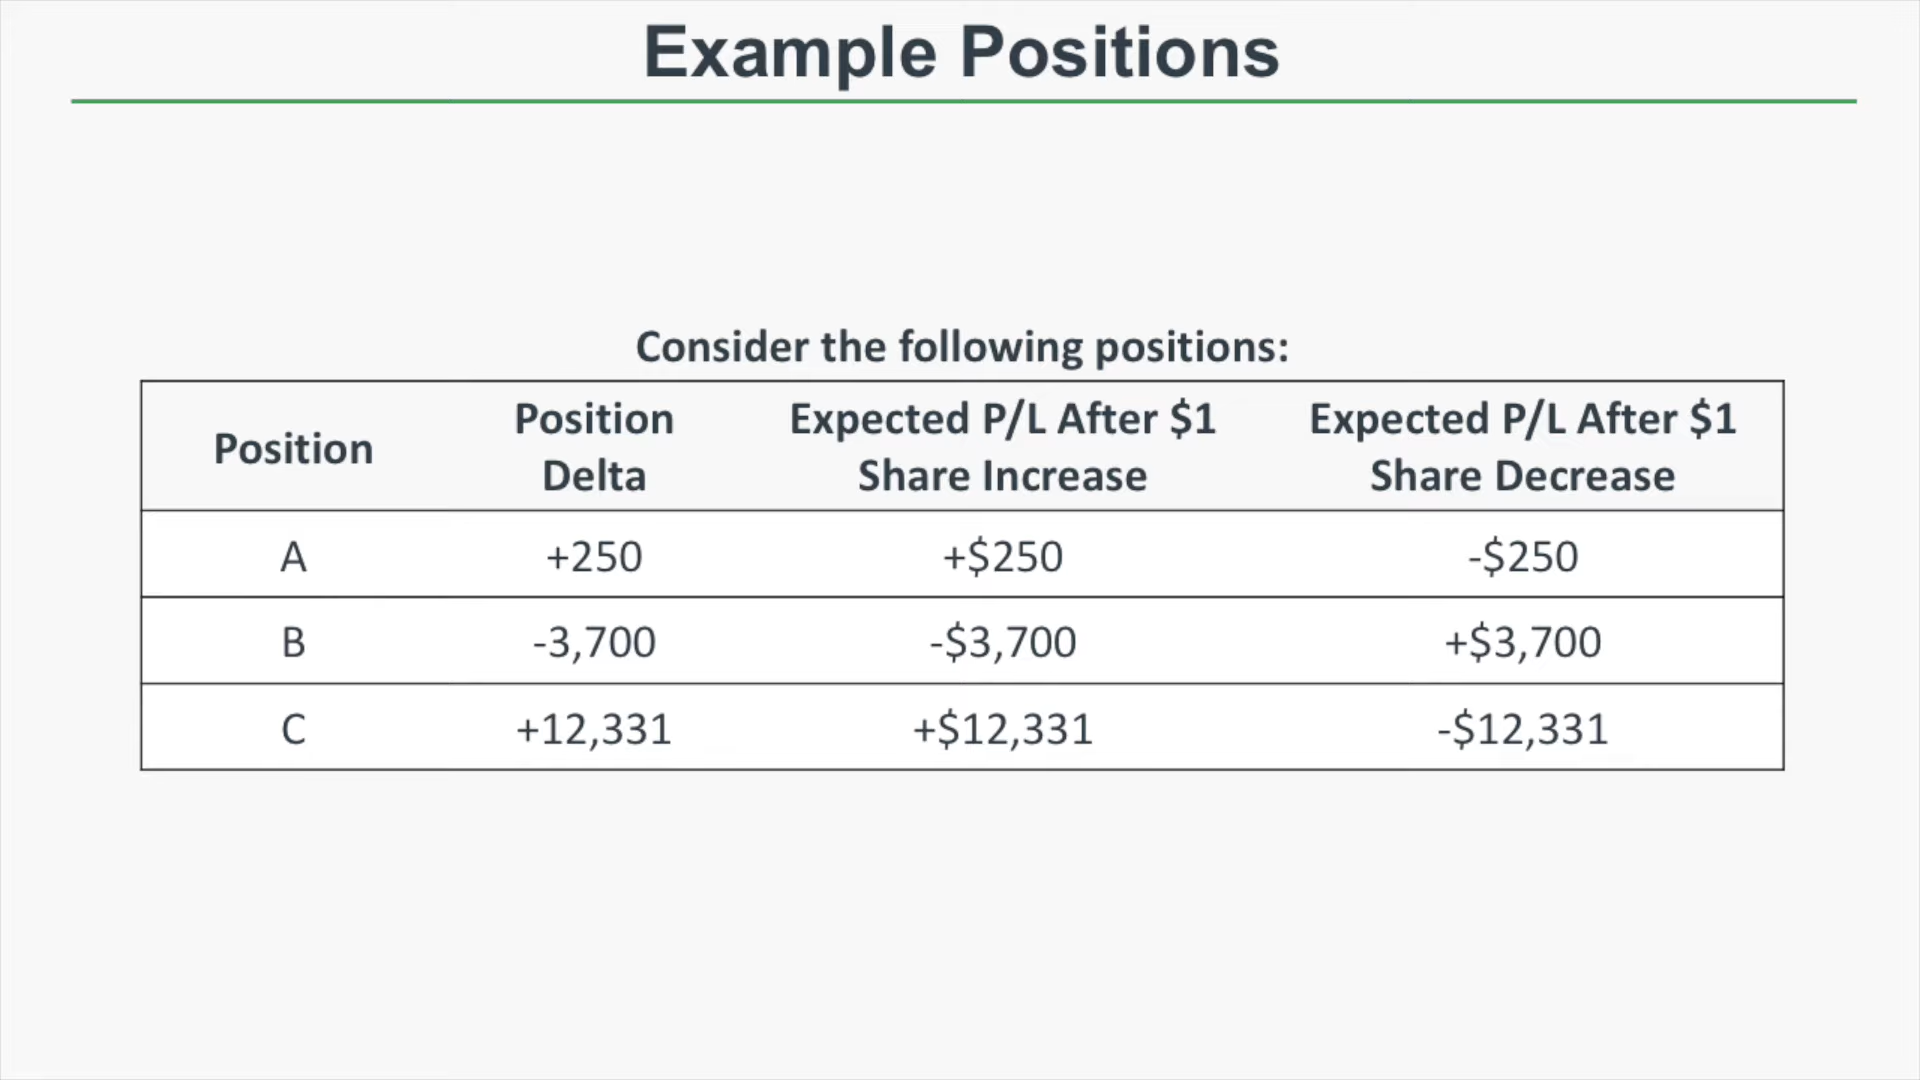 Example Positions
Consider the following positions:
Position
Position Delta
Expected P/L After $1 Share Increase
Expected P/L After $1 Share Decrease
A +250 +$250 -$250
B -3,700 -$3,700 +$3,700
C +12,331 +$12,331 -$12,331